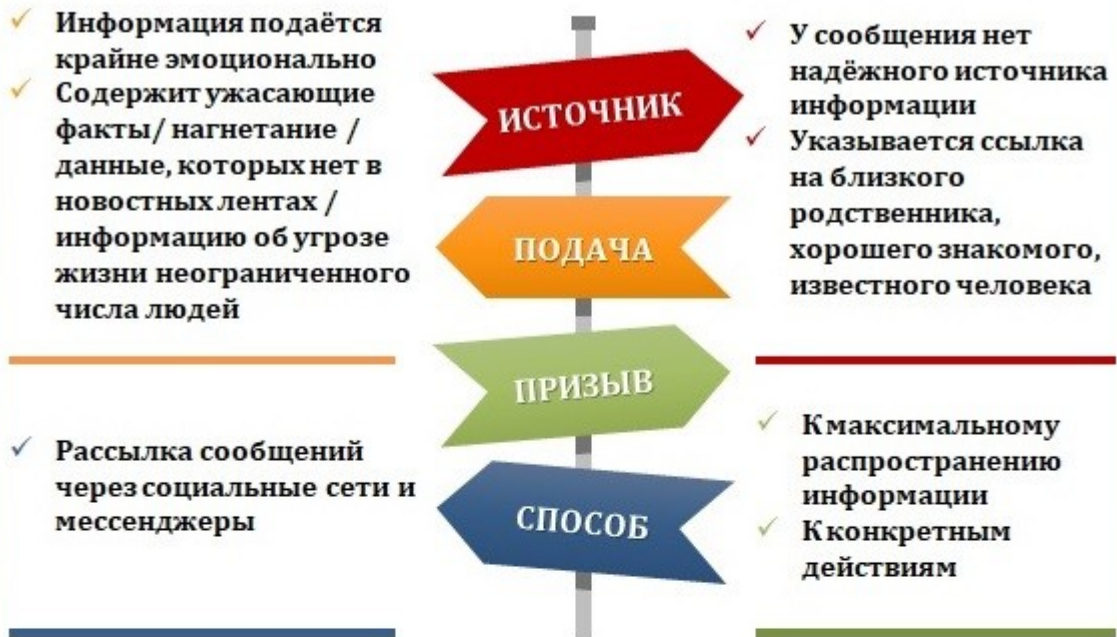 Информация подаётся
крайне эмоционально
Содержит ужасающие
факты/ нагнетание /
данные, которых нет в
новостных лентах /
информацию об угрозе
жизни неограниченного
числа людей
ИСТОЧНИК
У сообщения нет
надёжного источника
информации
Указывается ссылка
на близкого
родственника,
хорошего знакомого,
известного человека
ПОДАЧА
ПРИЗЫВ
Рассылка сообщений
через социальные сети и
мессенджеры
СПОСОБ
К максимальному
распространению
информации
К конкретным
действиям